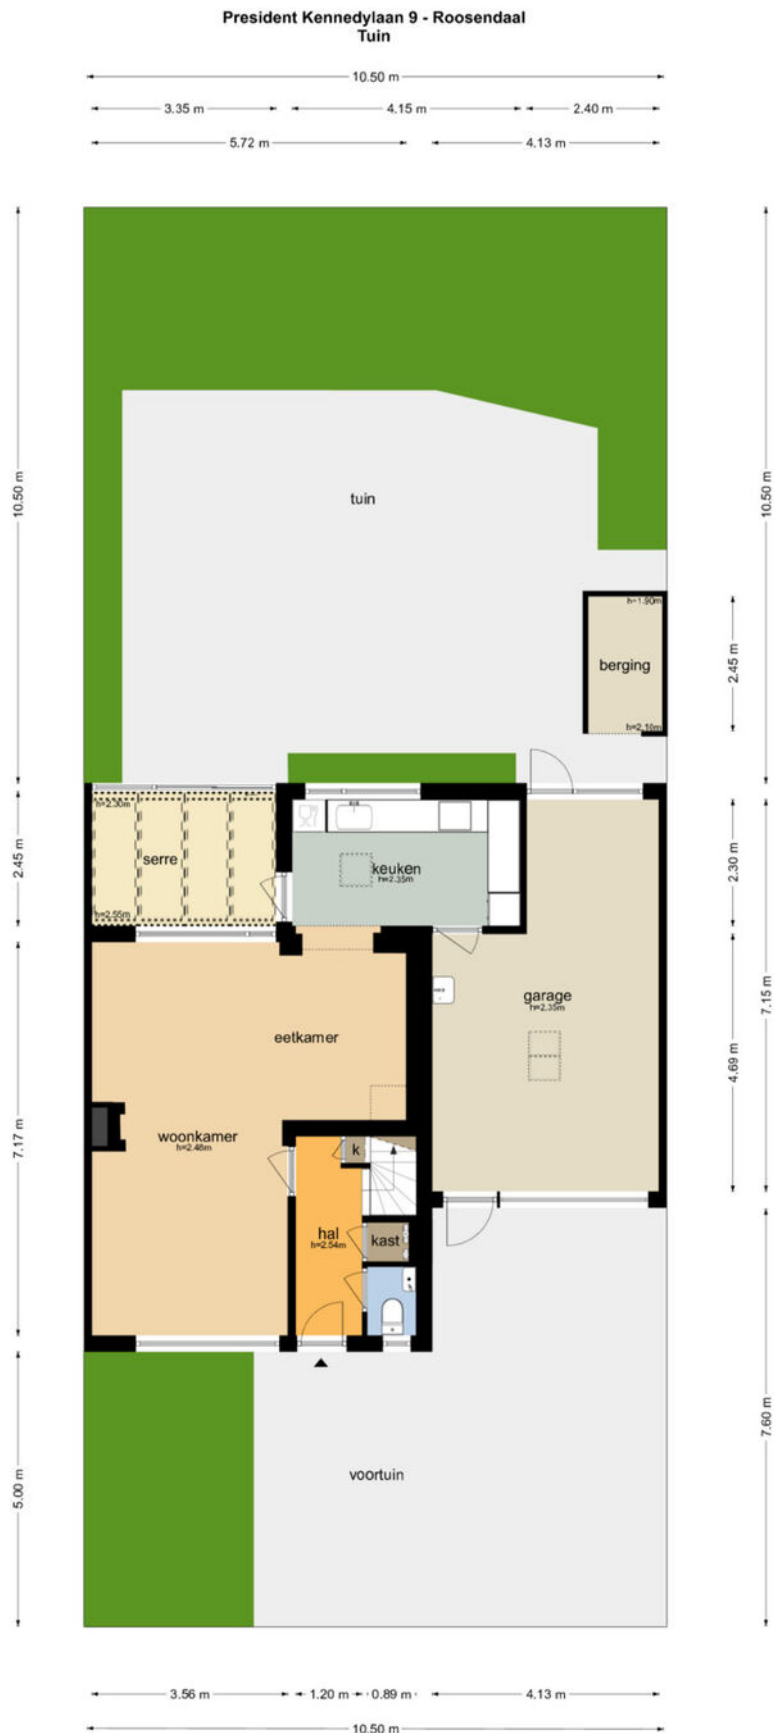 President Kennedylaan 9 - Roosendaal
Tuin
10.50 m
3.35 m 4.15 m 2.40 m
5.72 m 4.13 m
10.50 m
10.50 m
tuin
h=1.90m
berging
2.45 m
h=2.10m
h=2.30m
serre
keuken
h=2.35m
2.45 m
2.30 m
h=2.55m
garage
h=2.35m
7.15 m
eetkamer
4.69 m
woonkamer
h=2.48m
k
7.17 m
hal
h=2.54m
kast
7.60 m
voortuin
5.00 m
3.56 m 1.20 m 0.89 m 4.13 m
10.50 m